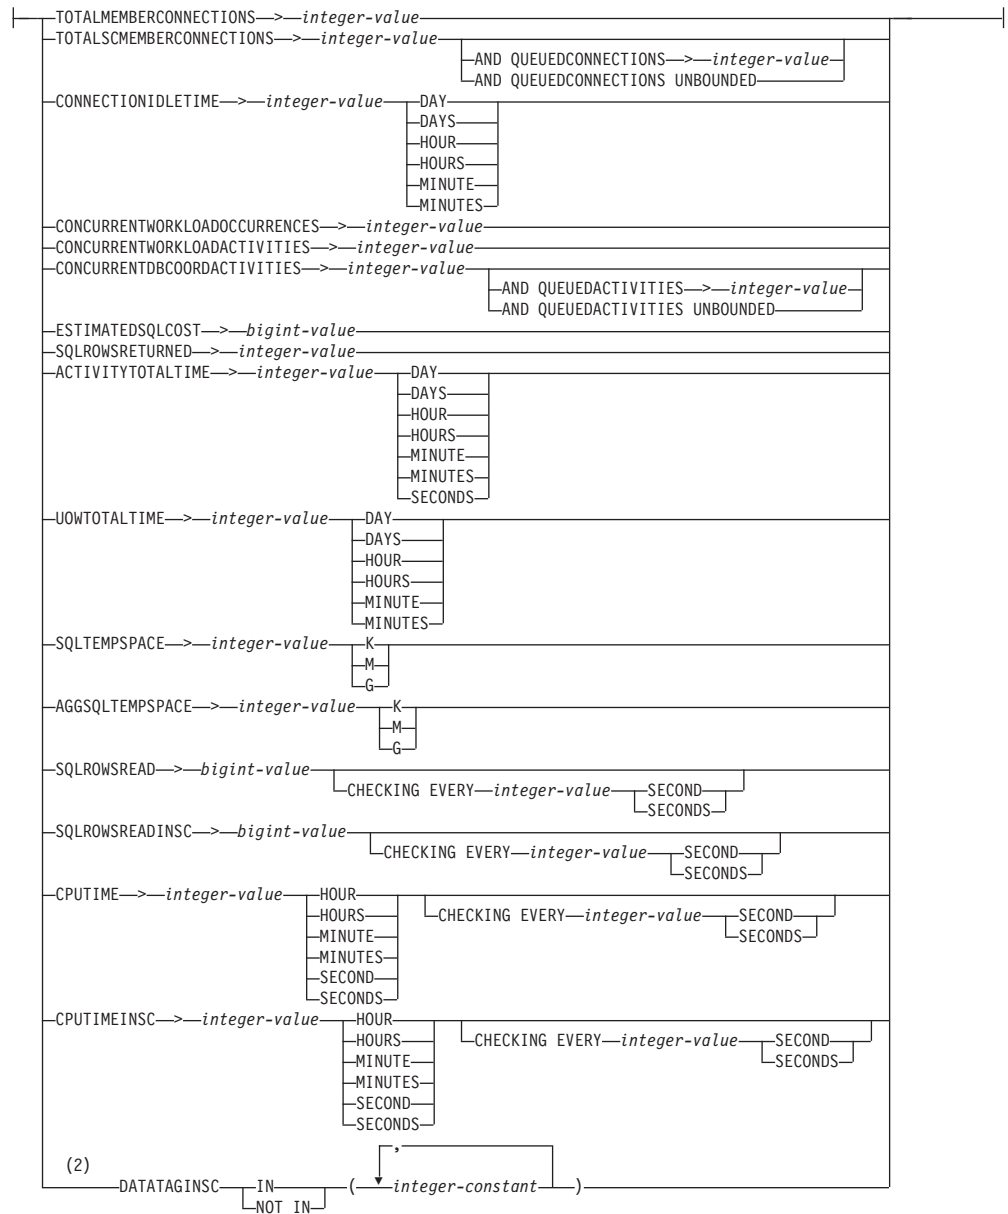 TOTALMEMBERCONNECTIONS > integer-value
TOTALSCMEMBERCONNECTIONS > integer-value
AND QUEUEDCONNECTIONS > integer-value
AND QUEUEDCONNECTIONS UNBOUNDED
CONNECTIONIDLETIME > integer-value DAY
DAYS
HOUR
HOURS
MINUTE
MINUTES
CONCURRENTWORKLOADOCCURRENCES > integer-value
CONCURRENTWORKLOADACTIVITIES > integer-value
CONCURRENTDBCOORDACTIVITIES > integer-value
AND QUEUEDACTIVITIES > integer-value
AND QUEUEDACTIVITIES UNBOUNDED
ESTIMATEDSQLCOST > bigint-value
SQLROWSRETURNED > integer-value
ACTIVITYTOTALTIME > integer-value DAY
DAYS
HOUR
HOURS
MINUTE
MINUTES
SECONDS
UOWTOTALTIME > integer-value DAY
DAYS
HOUR
HOURS
MINUTE
MINUTES
SQLTEMPSPACE > integer-value K
M
G
AGGSQLTEMPSPACE > integer-value K
M
G
SQLROWSREAD > bigint-value
CHECKING EVERY integer-value SECOND
SECONDS
SQLROWSREADINSC > bigint-value
CHECKING EVERY integer-value SECOND
SECONDS
CPUTIME > integer-value HOUR
HOURS CHECKING EVERY integer-value SECOND
MINUTE SECONDS
MINUTES
SECOND
SECONDS
CPUTIMEINSC > integer-value HOUR
HOURS CHECKING EVERY integer-value SECOND
MINUTE SECONDS
MINUTES
SECOND
SECONDS
,
(2)
DATATAGINSC IN ( integer-constant )
NOT IN